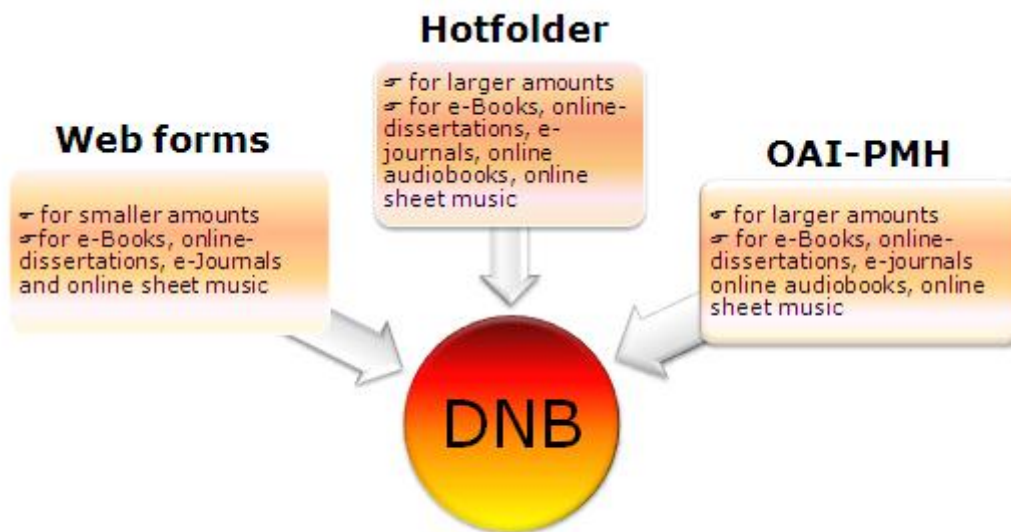 Hotfolder
☞ for larger amounts
☞ for e-Books, online-
dissertations, e-
journals, online
audiobooks, online
sheet music
Web forms
☞ for smaller amounts
☞for e-Books, online-
dissertations, e-Journals
and online sheet music
OAI-PMH
☞ for larger amounts
☞ for e-Books, online-
dissertations, e-journals
online audiobooks, online
sheet music
DNB